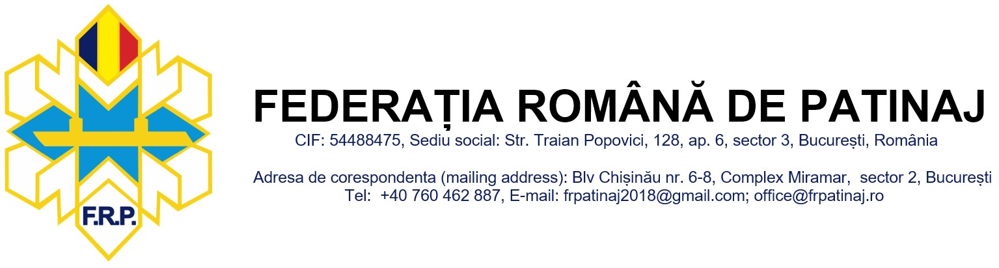 FEDERAȚIA ROMÂNĂ DE PATINAJ
CIF: 54488475, Sediu social: Str. Traian Popovici, 128, ap. 6, sector 3, București, România
Adresa de corespondenta (mailing address): Blv Chișinău nr. 6-8, Complex Miramar,  sector 2, București
Tel:  +40 760 462 887, E-mail: frpatinaj2018@gmail.com; office@frpatinaj.ro
F.R.P.